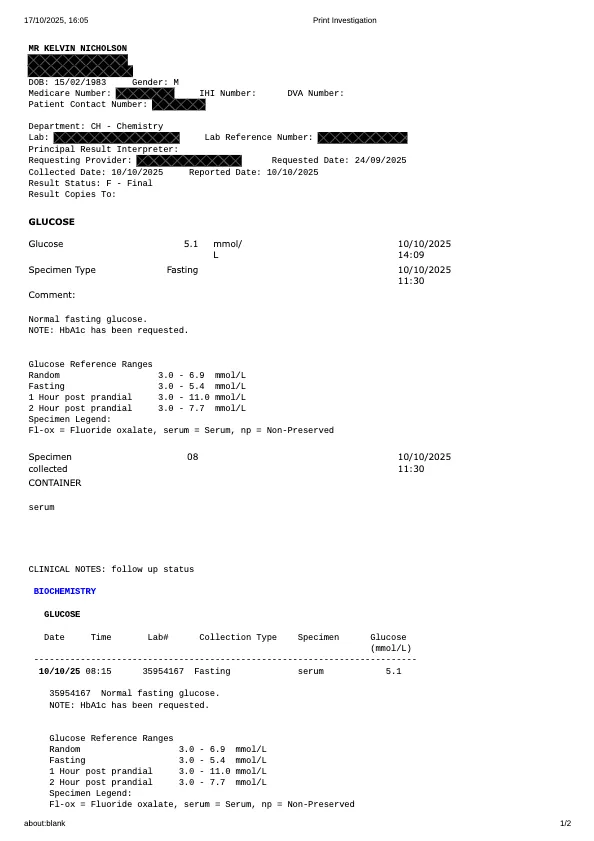 17/10/2025, 16:05 Print Investigation
MR KELVIN NICHOLSON
DOB: 15/02/1983 Gender: M
Medicare Number: IHI Number: DVA Number:
Patient Contact Number:
Department: CH - Chemistry
Lab: Lab Reference Number:
Principal Result Interpreter:
Requesting Provider: Requested Date: 24/09/2025
Collected Date: 10/10/2025 Reported Date: 10/10/2025
Result Status: F - Final
Result Copies To:
GLUCOSE
Glucose 5.1 mmol/ 10/10/2025
L 14:09
Specimen Type Fasting 10/10/2025
11:30
Comment:
Normal fasting glucose.
NOTE: HbA1c has been requested.
Glucose Reference Ranges
Random 3.0 - 6.9 mmol/L
Fasting 3.0 - 5.4 mmol/L
1 Hour post prandial 3.0 - 11.0 mmol/L
2 Hour post prandial 3.0 - 7.7 mmol/L
Specimen Legend:
Fl-ox = Fluoride oxalate, serum = Serum, np = Non-Preserved
Specimen 08 10/10/2025
collected 11:30
CONTAINER
serum
CLINICAL NOTES: follow up status
BIOCHEMISTRY
GLUCOSE
Date Time Lab# Collection Type Specimen Glucose
(mmol/L)
--------------------------------------------------------------------------
10/10/25 08:15 35954167 Fasting serum 5.1
35954167 Normal fasting glucose.
NOTE: HbA1c has been requested.
Glucose Reference Ranges
Random 3.0 - 6.9 mmol/L
Fasting 3.0 - 5.4 mmol/L
1 Hour post prandial 3.0 - 11.0 mmol/L
2 Hour post prandial 3.0 - 7.7 mmol/L
Specimen Legend:
Fl-ox = Fluoride oxalate, serum = Serum, np = Non-Preserved
about:blank 1/2